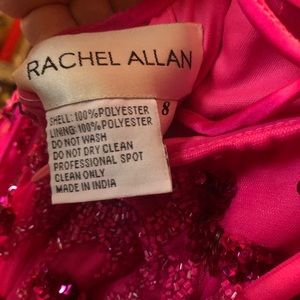 RACHEL ALLAN
8
SHELL: 100%POLYESTER
LINING: 100%POLYESTER
DO NOT WASH
DO NOT DRY CLEAN
PROFESSIONAL SPOT
CLEAN ONLY
MADE IN INDIA